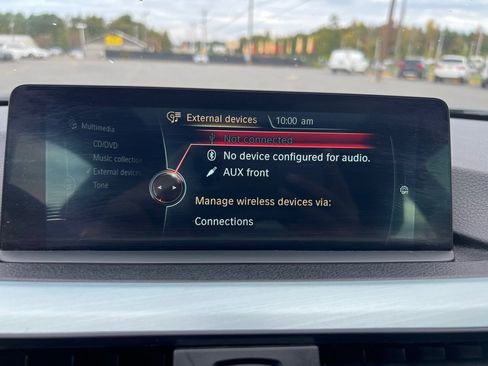 External devices 10:00 am
Multimedia
CD/DVD
Music collection
External devices
Tone
Not connected.
No device configured for audio.
AUX front
Manage wireless devices via:
Connections